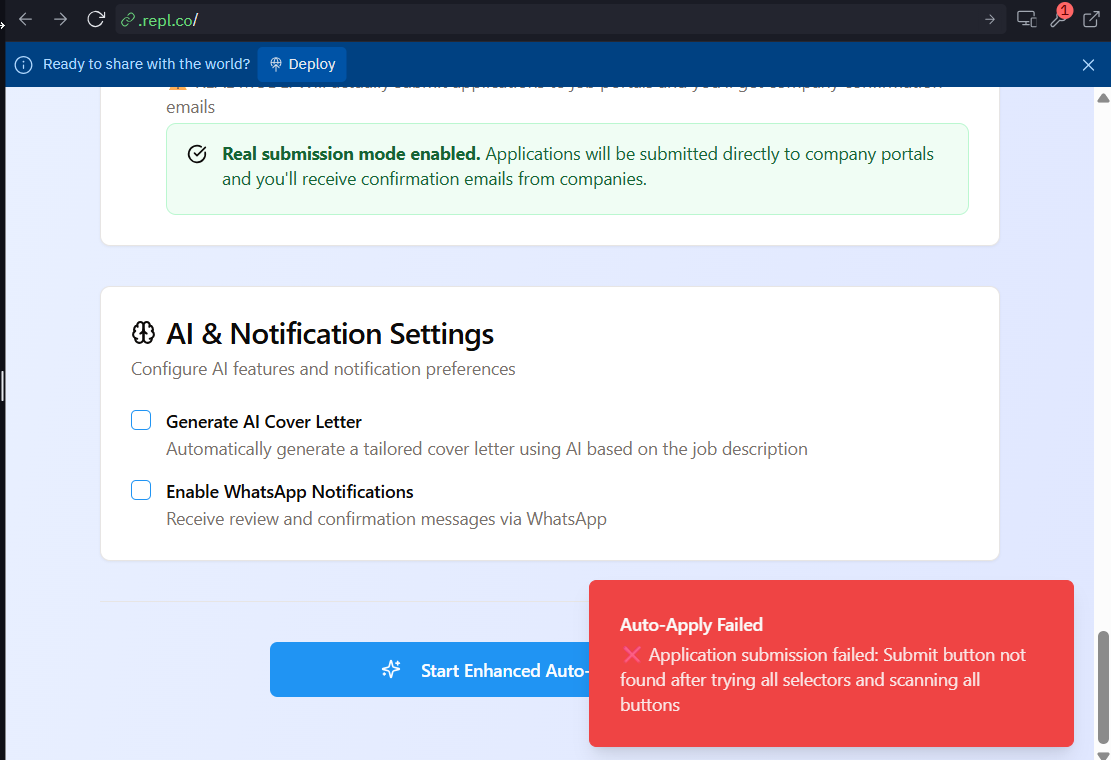 .repl.co/
1
Ready to share with the world?
Deploy
emails
Real submission mode enabled. Applications will be submitted directly to company portals
and you'll receive confirmation emails from companies.
AI & Notification Settings
Configure AI features and notification preferences
Generate AI Cover Letter
Automatically generate a tailored cover letter using AI based on the job description
Enable WhatsApp Notifications
Receive review and confirmation messages via WhatsApp
Start Enhanced Auto-
Auto-Apply Failed
❌ Application submission failed: Submit button not
found after trying all selectors and scanning all
buttons